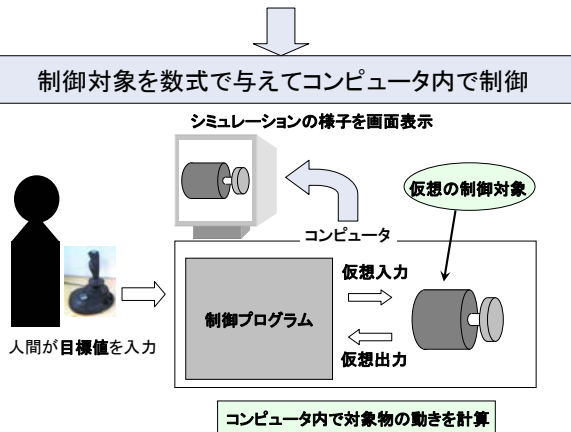 制御対象を数式で与えてコンピュータ内で制御
シミュレーションの様子を画面表示
仮想の制御対象
コンピュータ
仮想入力
制御プログラム
仮想出力
人間が目標値を入力
コンピュータ内で対象物の動きを計算